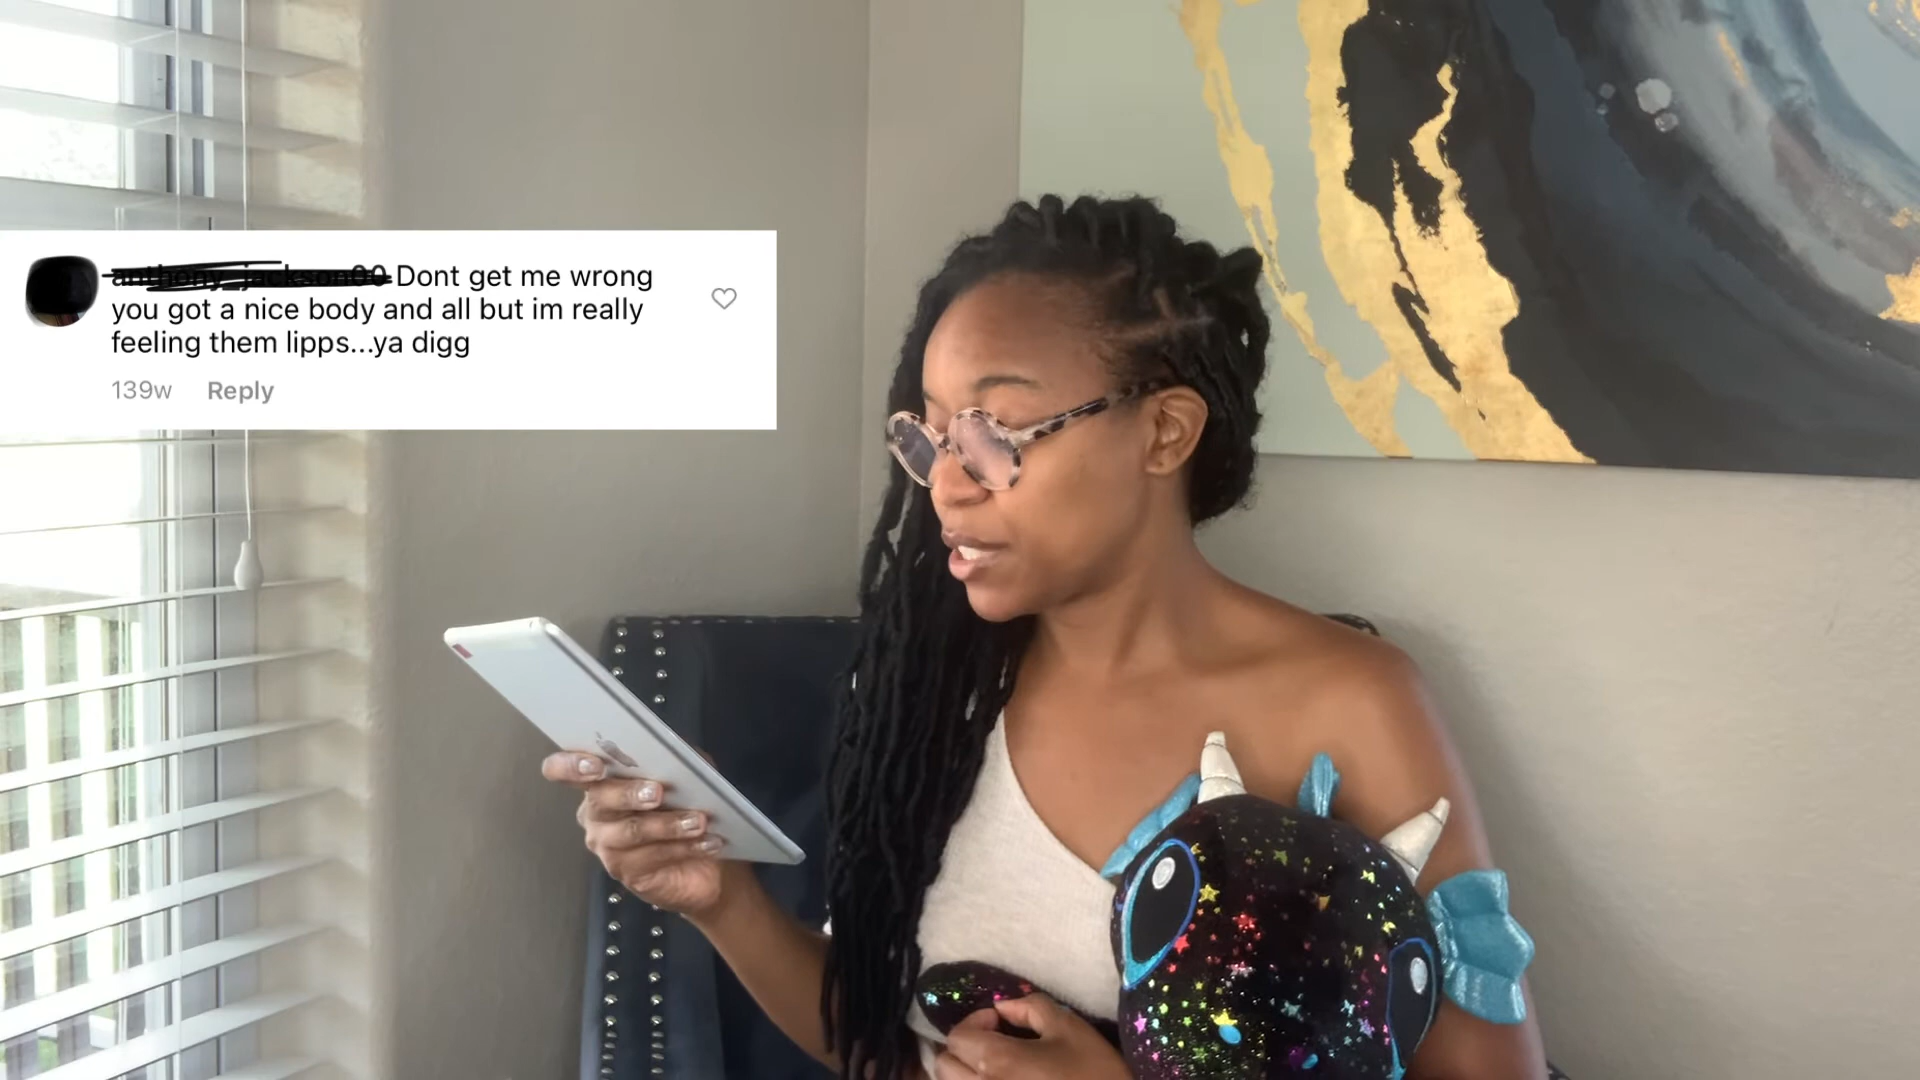 Dont get me wrong
you got a nice body and all but im really
feeling them lipps...ya digg
139w Reply